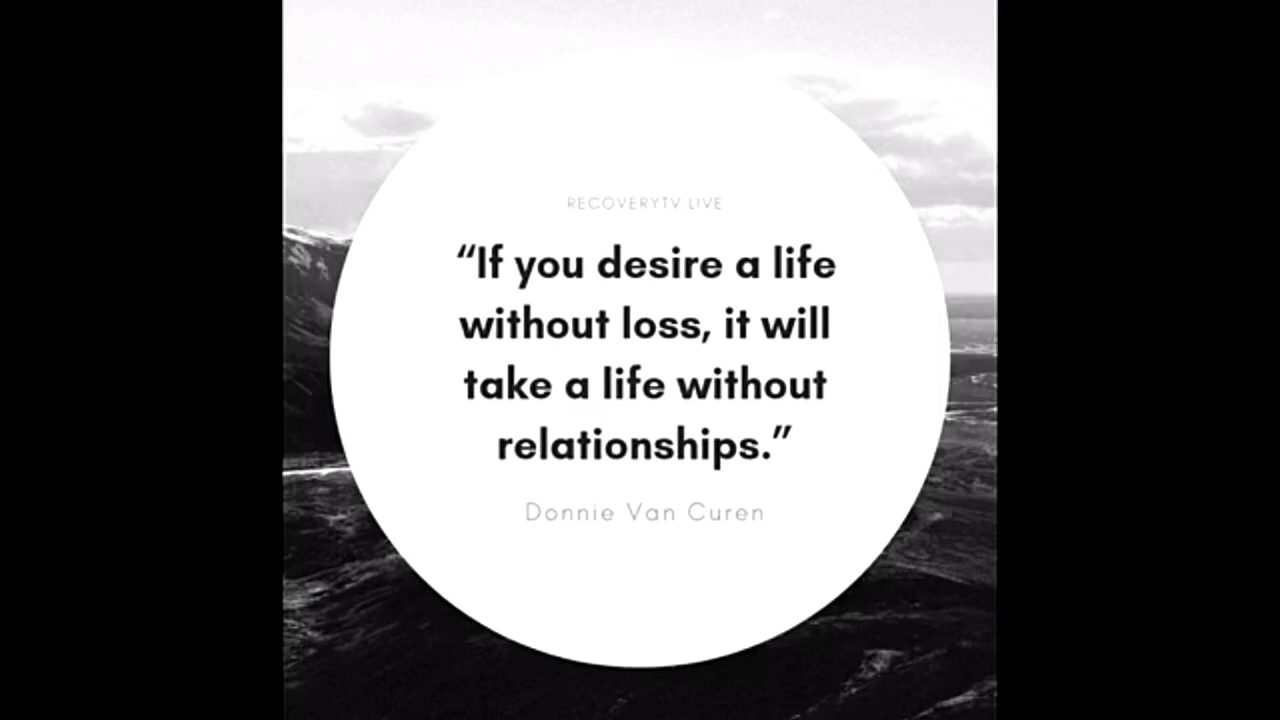 RECOVERYTV LIVE
“If you desire a life
without loss, it will
take a life without
relationships.”
Donnie Van Curen